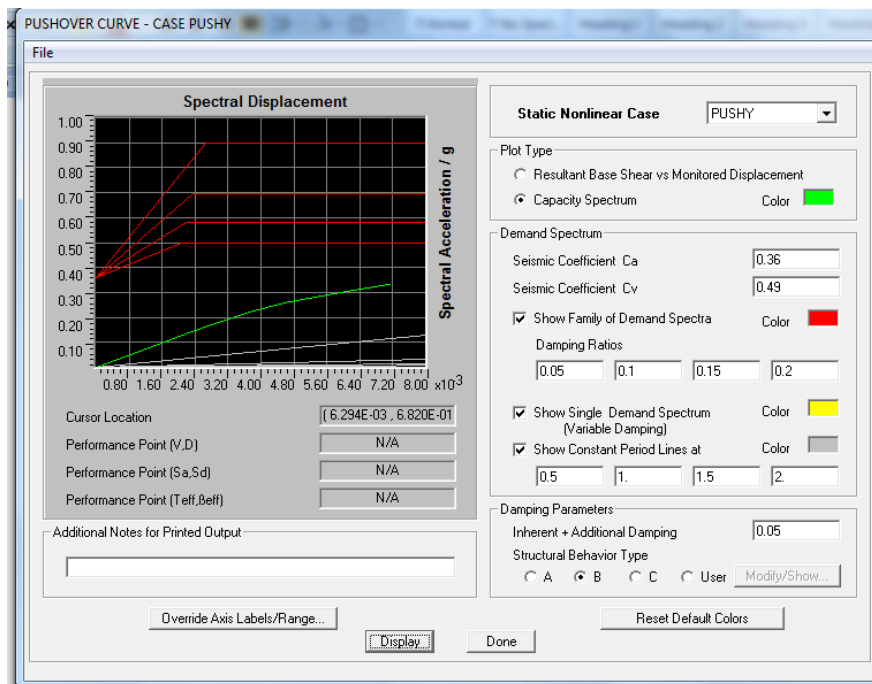 PUSHOVER CURVE - CASE PUSHY
File
Spectral Displacement
1.00
0.90
0.80
0.70
0.60
0.50
0.40
0.30
0.20
0.10
Spectral Acceleration / g
0.80 1.60 2.40 3.20 4.00 4.80 5.60 6.40 7.20 8.00 x10-3
Cursor Location ( 6.294E-03 , 6.820E-01
Performance Point (V,D) N/A
Performance Point (Sa,Sd) N/A
Performance Point (Teff,ßeff) N/A
Additional Notes for Printed Output
Override Axis Labels/Range...
Static Nonlinear Case PUSHY
Plot Type
Resultant Base Shear vs Monitored Displacement
Capacity Spectrum Color
Demand Spectrum
Seismic Coefficient Ca 0.36
Seismic Coefficient Cv 0.49
Show Family of Demand Spectra Color
Damping Ratios
0.05 0.1 0.15 0.2
Show Single Demand Spectrum Color
(Variable Damping)
Show Constant Period Lines at Color
0.5 1. 1.5 2.
Damping Parameters
Inherent + Additional Damping 0.05
Structural Behavior Type
A B C User Modify/Show...
Reset Default Colors
Display Done